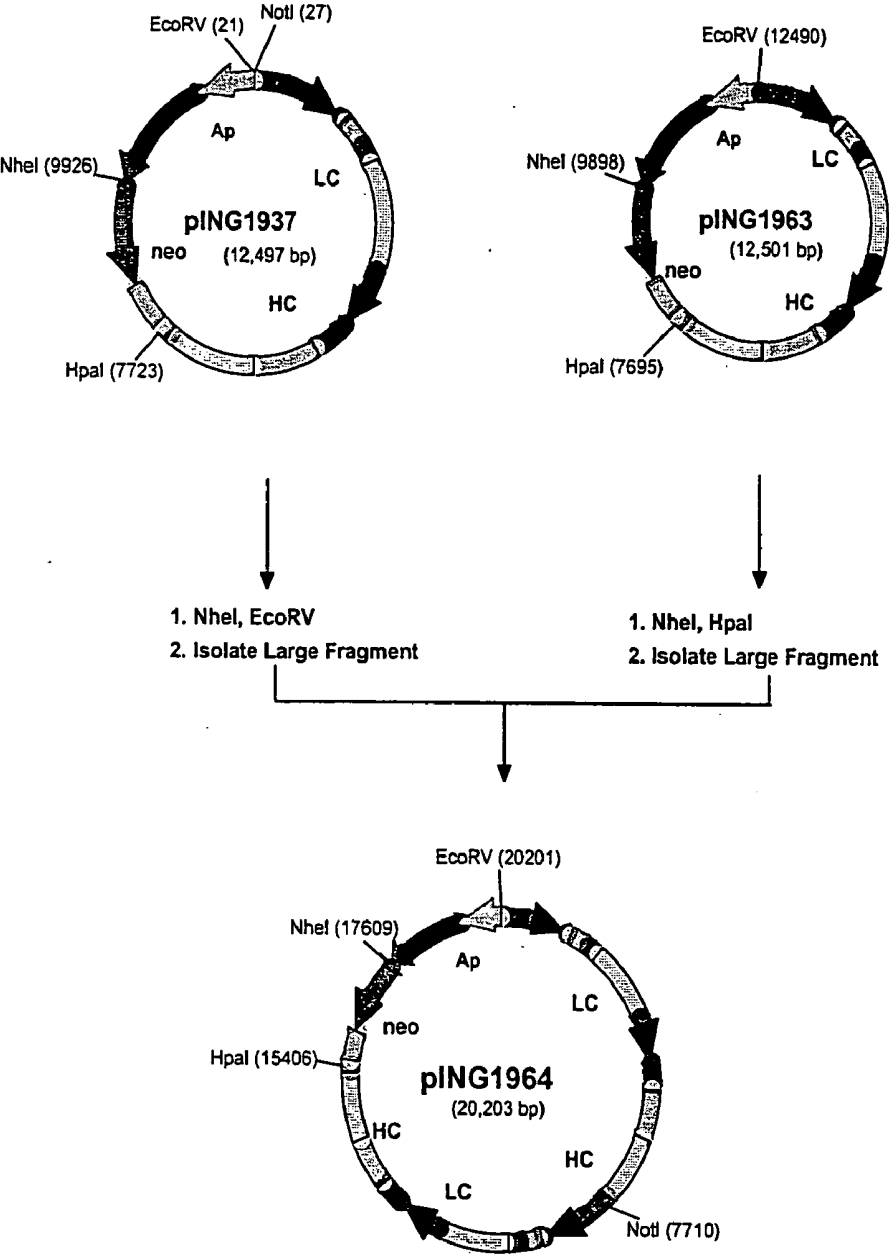 EcoRV (21)
NotI (27)
Ap
LC
NheI (9926)
pING1937
(12,497 bp)
neo
HC
HpaI (7723)
EcoRV (12490)
Ap
LC
NheI (9898)
pING1963
(12,501 bp)
neo
HC
HpaI (7695)
1. NheI, EcoRV
2. Isolate Large Fragment
1. NheI, HpaI
2. Isolate Large Fragment
EcoRV (20201)
NheI (17609)
Ap
LC
neo
HpaI (15406)
pING1964
(20,203 bp)
HC
HC
LC
NotI (7710)